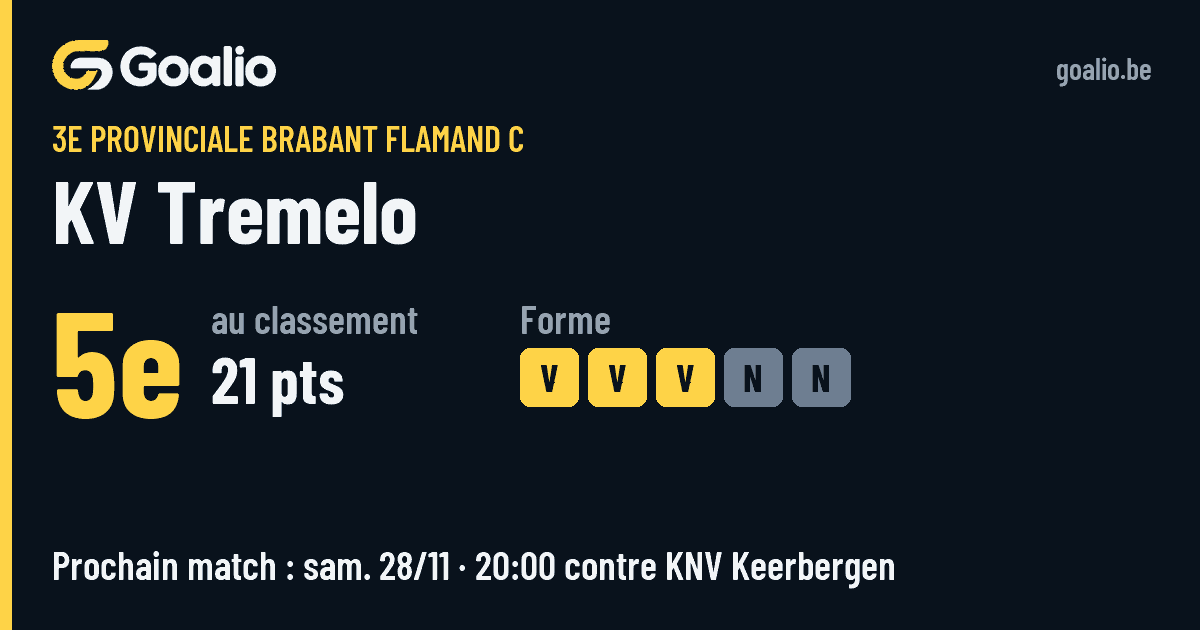 Goalio
goalio.be
3E PROVINCIALE BRABANT FLAMAND C
KV Tremelo
5e
au classement
21 pts
Forme
V V V N N
Prochain match : sam. 28/11 · 20:00 contre KNV Keerbergen